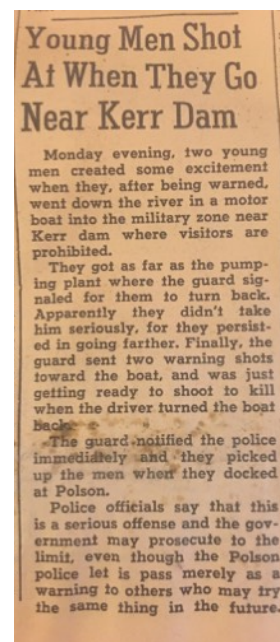 Young Men Shot
At When They Go
Near Kerr Dam
Monday evening, two young
men created some excitement
when they, after being warned,
went down the river in a motor
boat into the military zone near
Kerr dam where visitors are
prohibited.
They got as far as the pump-
ing plant where the guard sig-
naled for them to turn back.
Apparently they didn't take
him seriously, for they persist-
ed in going farther. Finally, the
guard sent two warning shots
toward the boat, and was just
getting ready to shoot to kill
when the driver turned the boat
back.
The guard notified the police
immediately and they picked
up the men when they docked
at Polson.
Police officials say that this
is a serious offense and the gov-
ernment may prosecute to the
limit, even though the Polson
police let is pass merely as a
warning to others who may try
the same thing in the future.